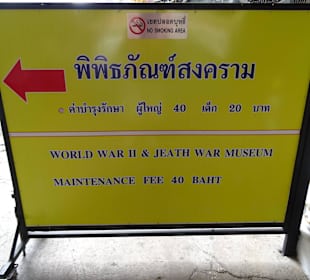 เขตปลอดบุหรี่
NO SMOKING AREA
พิพิธภัณฑ์สงคราม
๏ ค่าบำรุงรักษา ผู้ใหญ่ 40 เด็ก 20 บาท
WORLD WAR II & JEATH WAR MUSEUM
MAINTENANCE FEE 40 BAHT